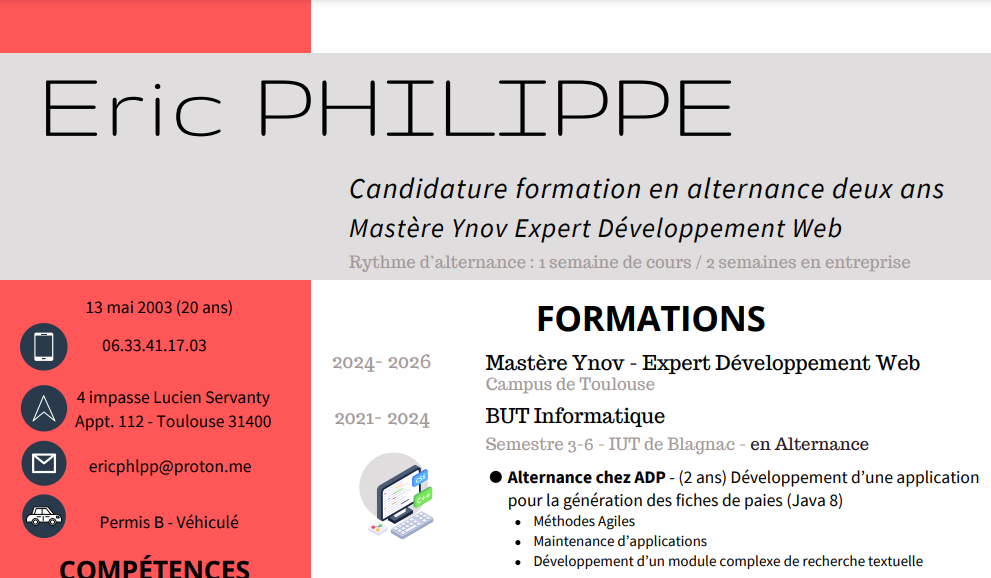 Eric PHILIPPE
Candidature formation en alternance deux ans
Mastère Ynov Expert Développement Web
Rythme d'alternance : 1 semaine de cours / 2 semaines en entreprise
13 mai 2003 (20 ans)
06.33.41.17.03
4 impasse Lucien Servanty
Appt. 112 - Toulouse 31400
ericphlpp@proton.me
Permis B - Véhiculé
COMPÉTENCES
FORMATIONS
2024- 2026
Mastère Ynov - Expert Développement Web
Campus de Toulouse
2021- 2024
BUT Informatique
Semestre 3-6 - IUT de Blagnac - en Alternance
CSS
C++
● Alternance chez ADP - (2 ans) Développement d'une application
pour la génération des fiches de paies (Java 8)
• Méthodes Agiles
• Maintenance d'applications
• Développement d'un module complexe de recherche textuelle